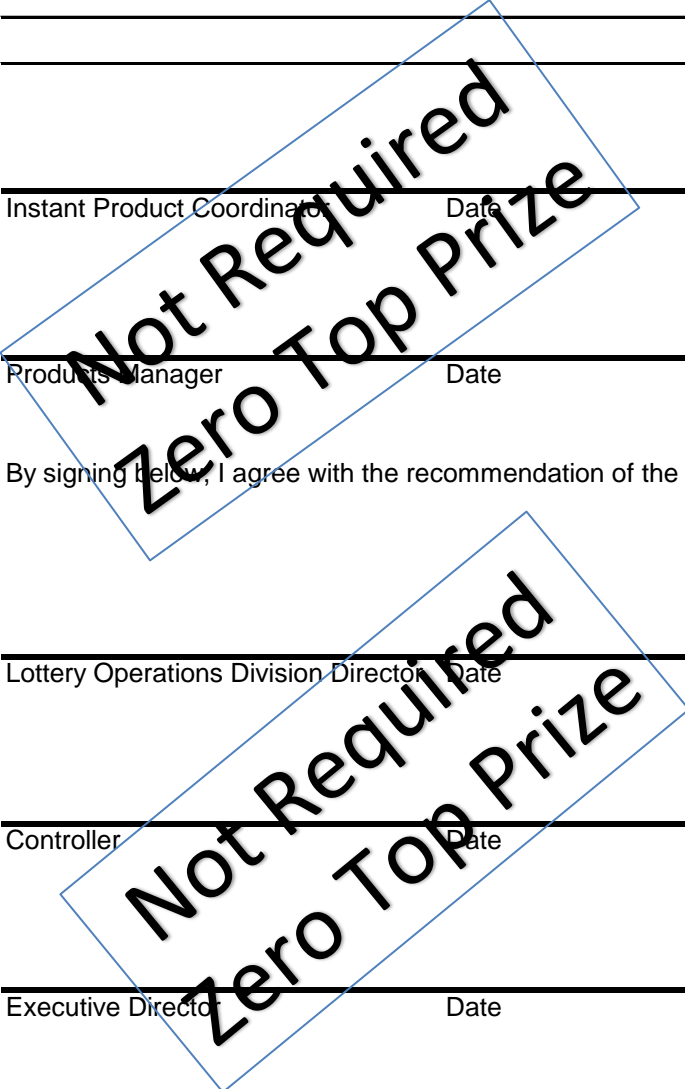 Instant Product Coordinator Date
Products Manager Date
Not Required
Zero Top Prize
By signing below, I agree with the recommendation of the
Lottery Operations Division Director Date
Controller Date
Executive Director Date
Not Required
Zero Top Prize